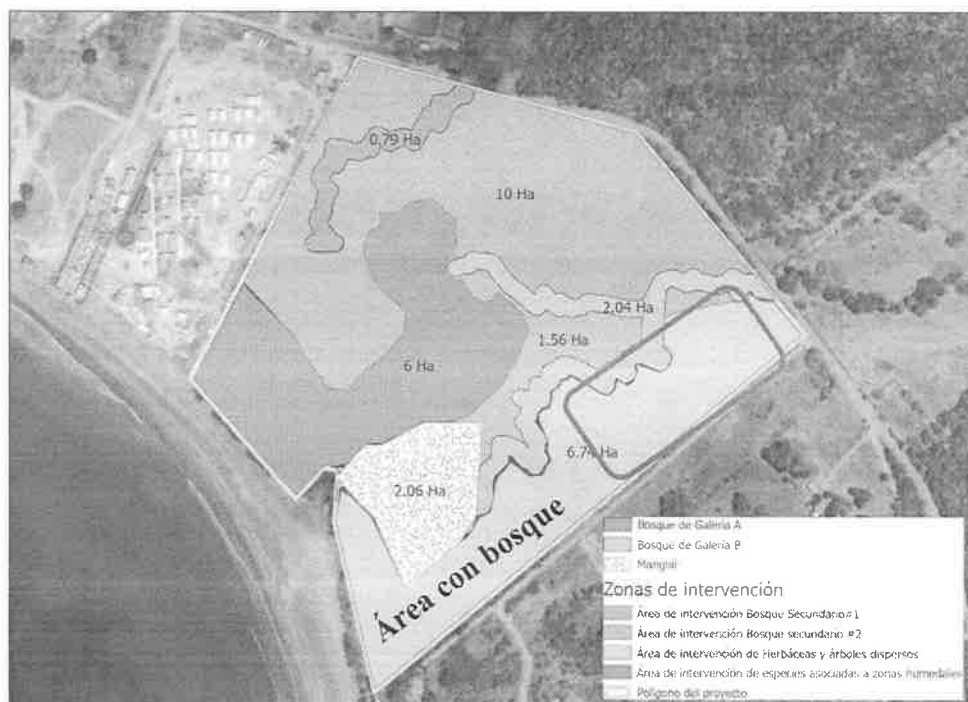 0.79 Ha
10 Ha
2.04 Ha
1.56 Ha
6 Ha
6.74 Ha
2.06 Ha
Área con bosque
Bosque de Galería A
Bosque de Galería B
Manglar
Zonas de intervención
Área de intervención Bosque Secundario #1
Área de intervención Bosque secundario #2
Área de intervención de Herbáceas y árboles dispersos
Área de intervención de especies asociadas a zonas humedales
Polígono del proyecto